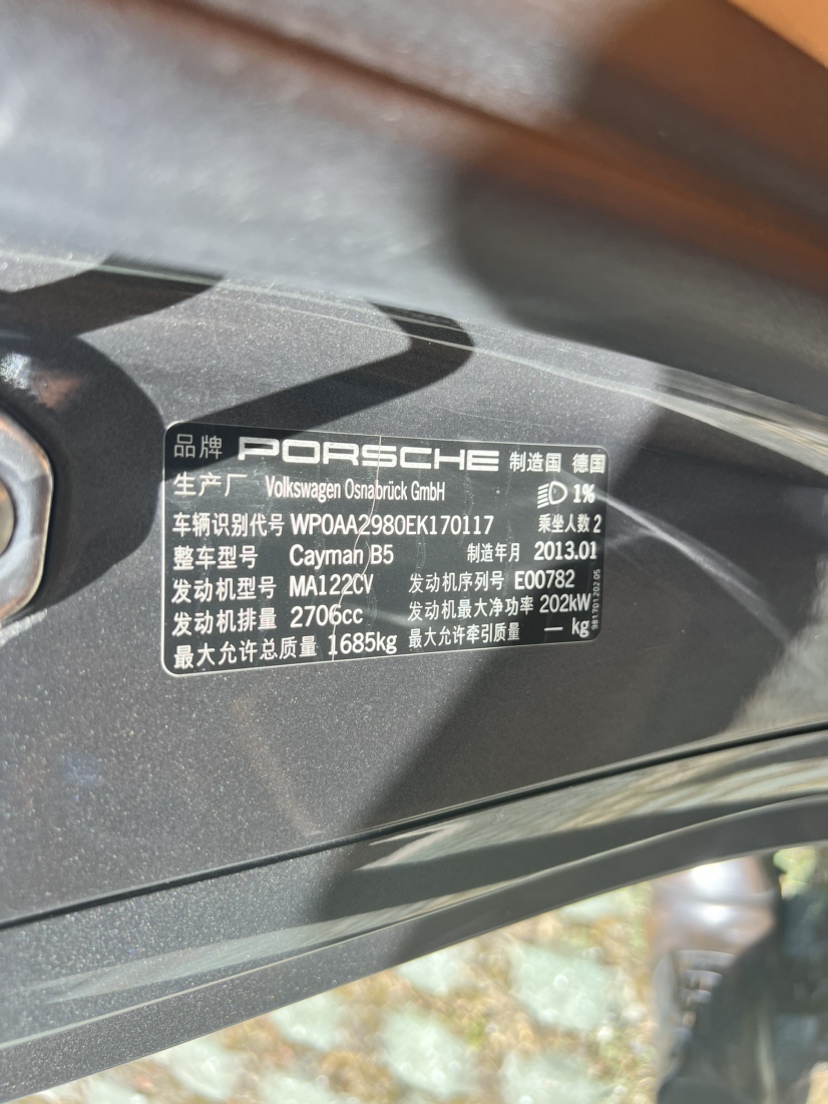 品牌 PORSCHE 制造国 德国
生产厂 Volkswagen Osnabrück GmbH 1%
车辆识别代号 WP0AA2980EK170117 乘坐人数 2
整车型号 Cayman B5 制造年月 2013.01
发动机型号 MA122CV 发动机序列号 E00782
发动机排量 2706cc 发动机最大净功率 202kW
最大允许总质量 1685kg 最大允许牵引质量 — kg
981.701.202.05